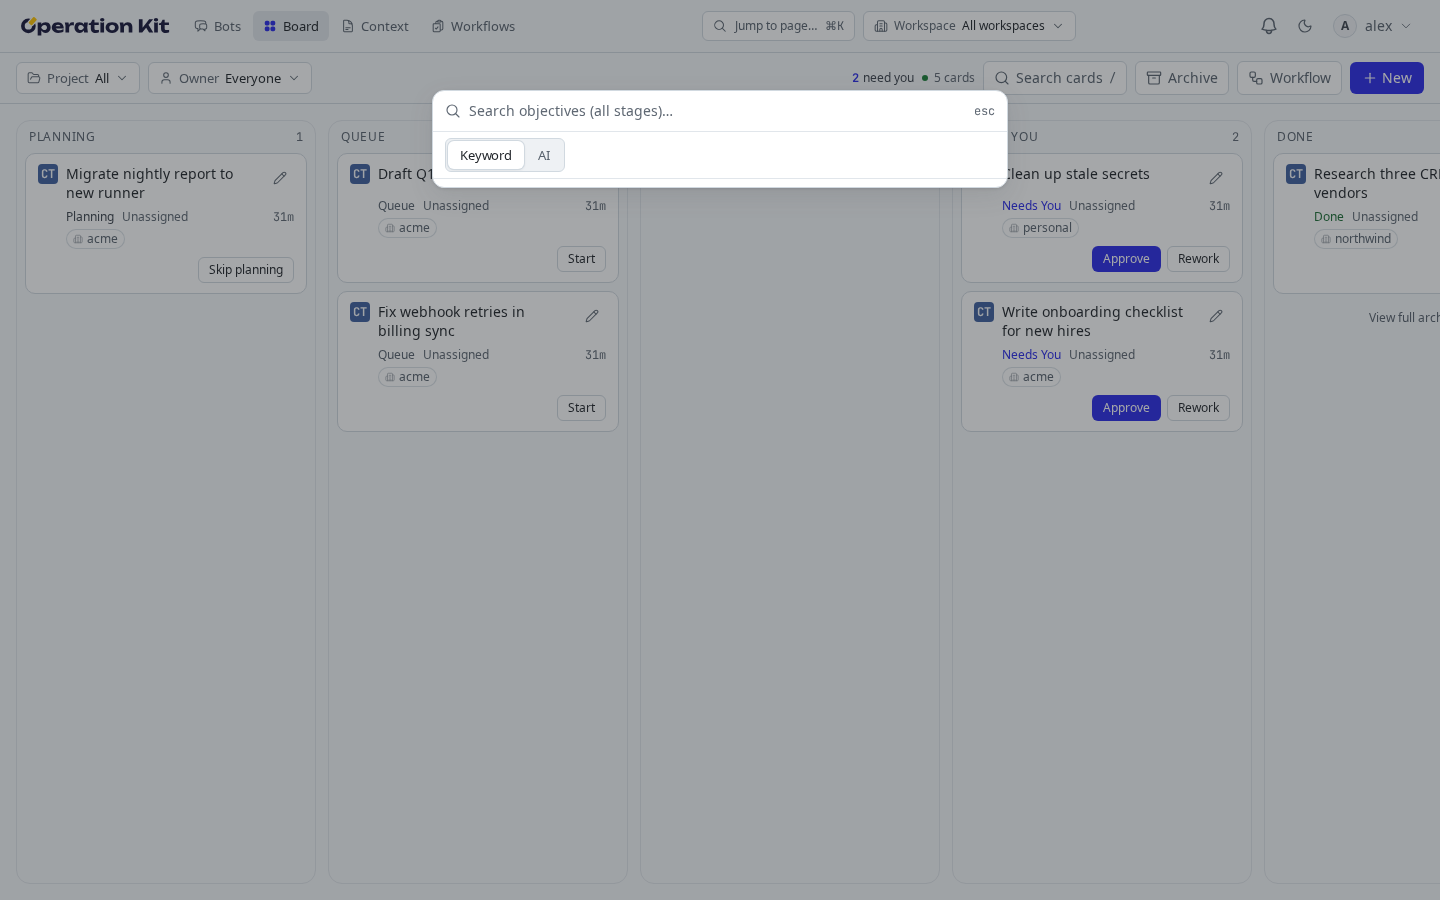 Operation Kit
Bots
Board
Context
Workflows
Jump to page... ⌘K
Workspace All workspaces
A alex
Project All
Owner Everyone
2 need you
5 cards
Search cards /
Archive
Workflow
+ New
Search objectives (all stages)... esc
Keyword AI
PLANNING 1
CT Migrate nightly report to
new runner
Planning Unassigned 31m
acme
Skip planning
QUEUE
CT Draft Q1
Queue Unassigned 31m
acme
Start
CT Fix webhook retries in
billing sync
Queue Unassigned 31m
acme
Start
YOU 2
Clean up stale secrets
Needs You Unassigned 31m
personal
Approve Rework
CT Write onboarding checklist
for new hires
Needs You Unassigned 31m
acme
Approve Rework
DONE
CT Research three CR
vendors
Done Unassigned
northwind
View full arch